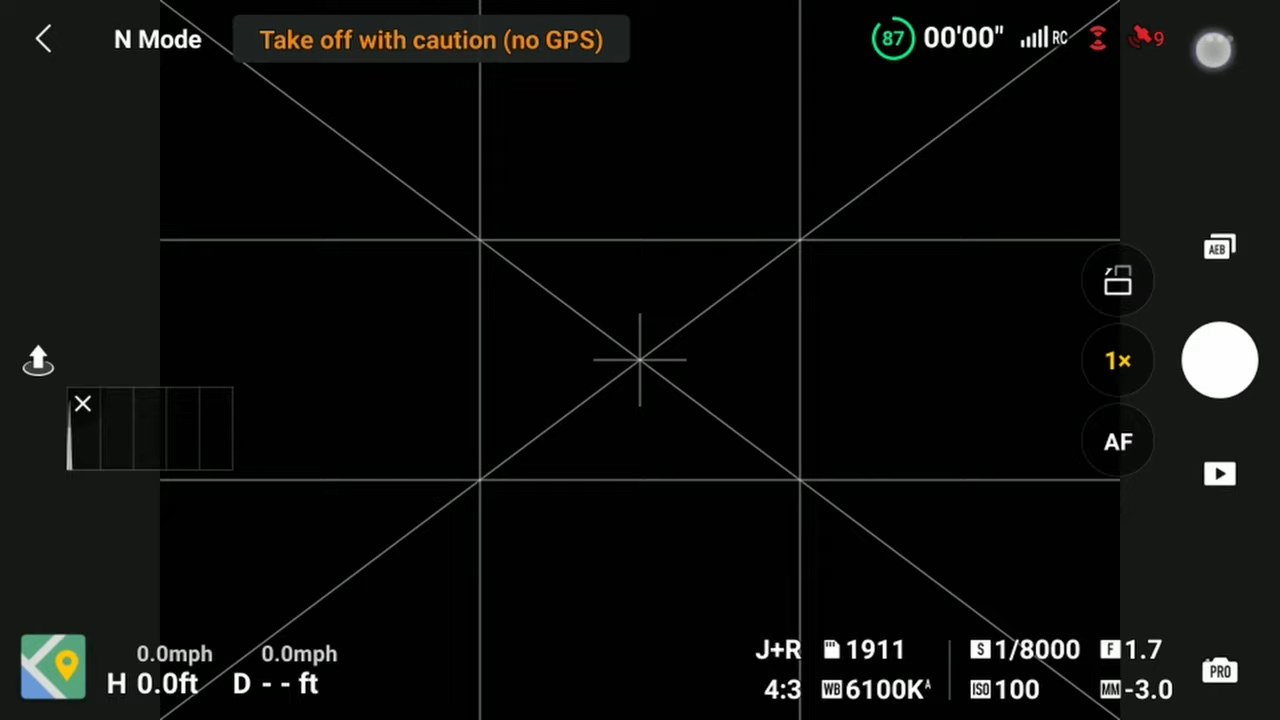 N Mode
Take off with caution (no GPS)
87
00'00"
RC
9
AEB
1×
AF
0.0mph
0.0mph
H 0.0ft
D - - ft
J+R
1911
S 1/8000
F 1.7
4:3
WB 6100K A
ISO 100
MM -3.0
PRO